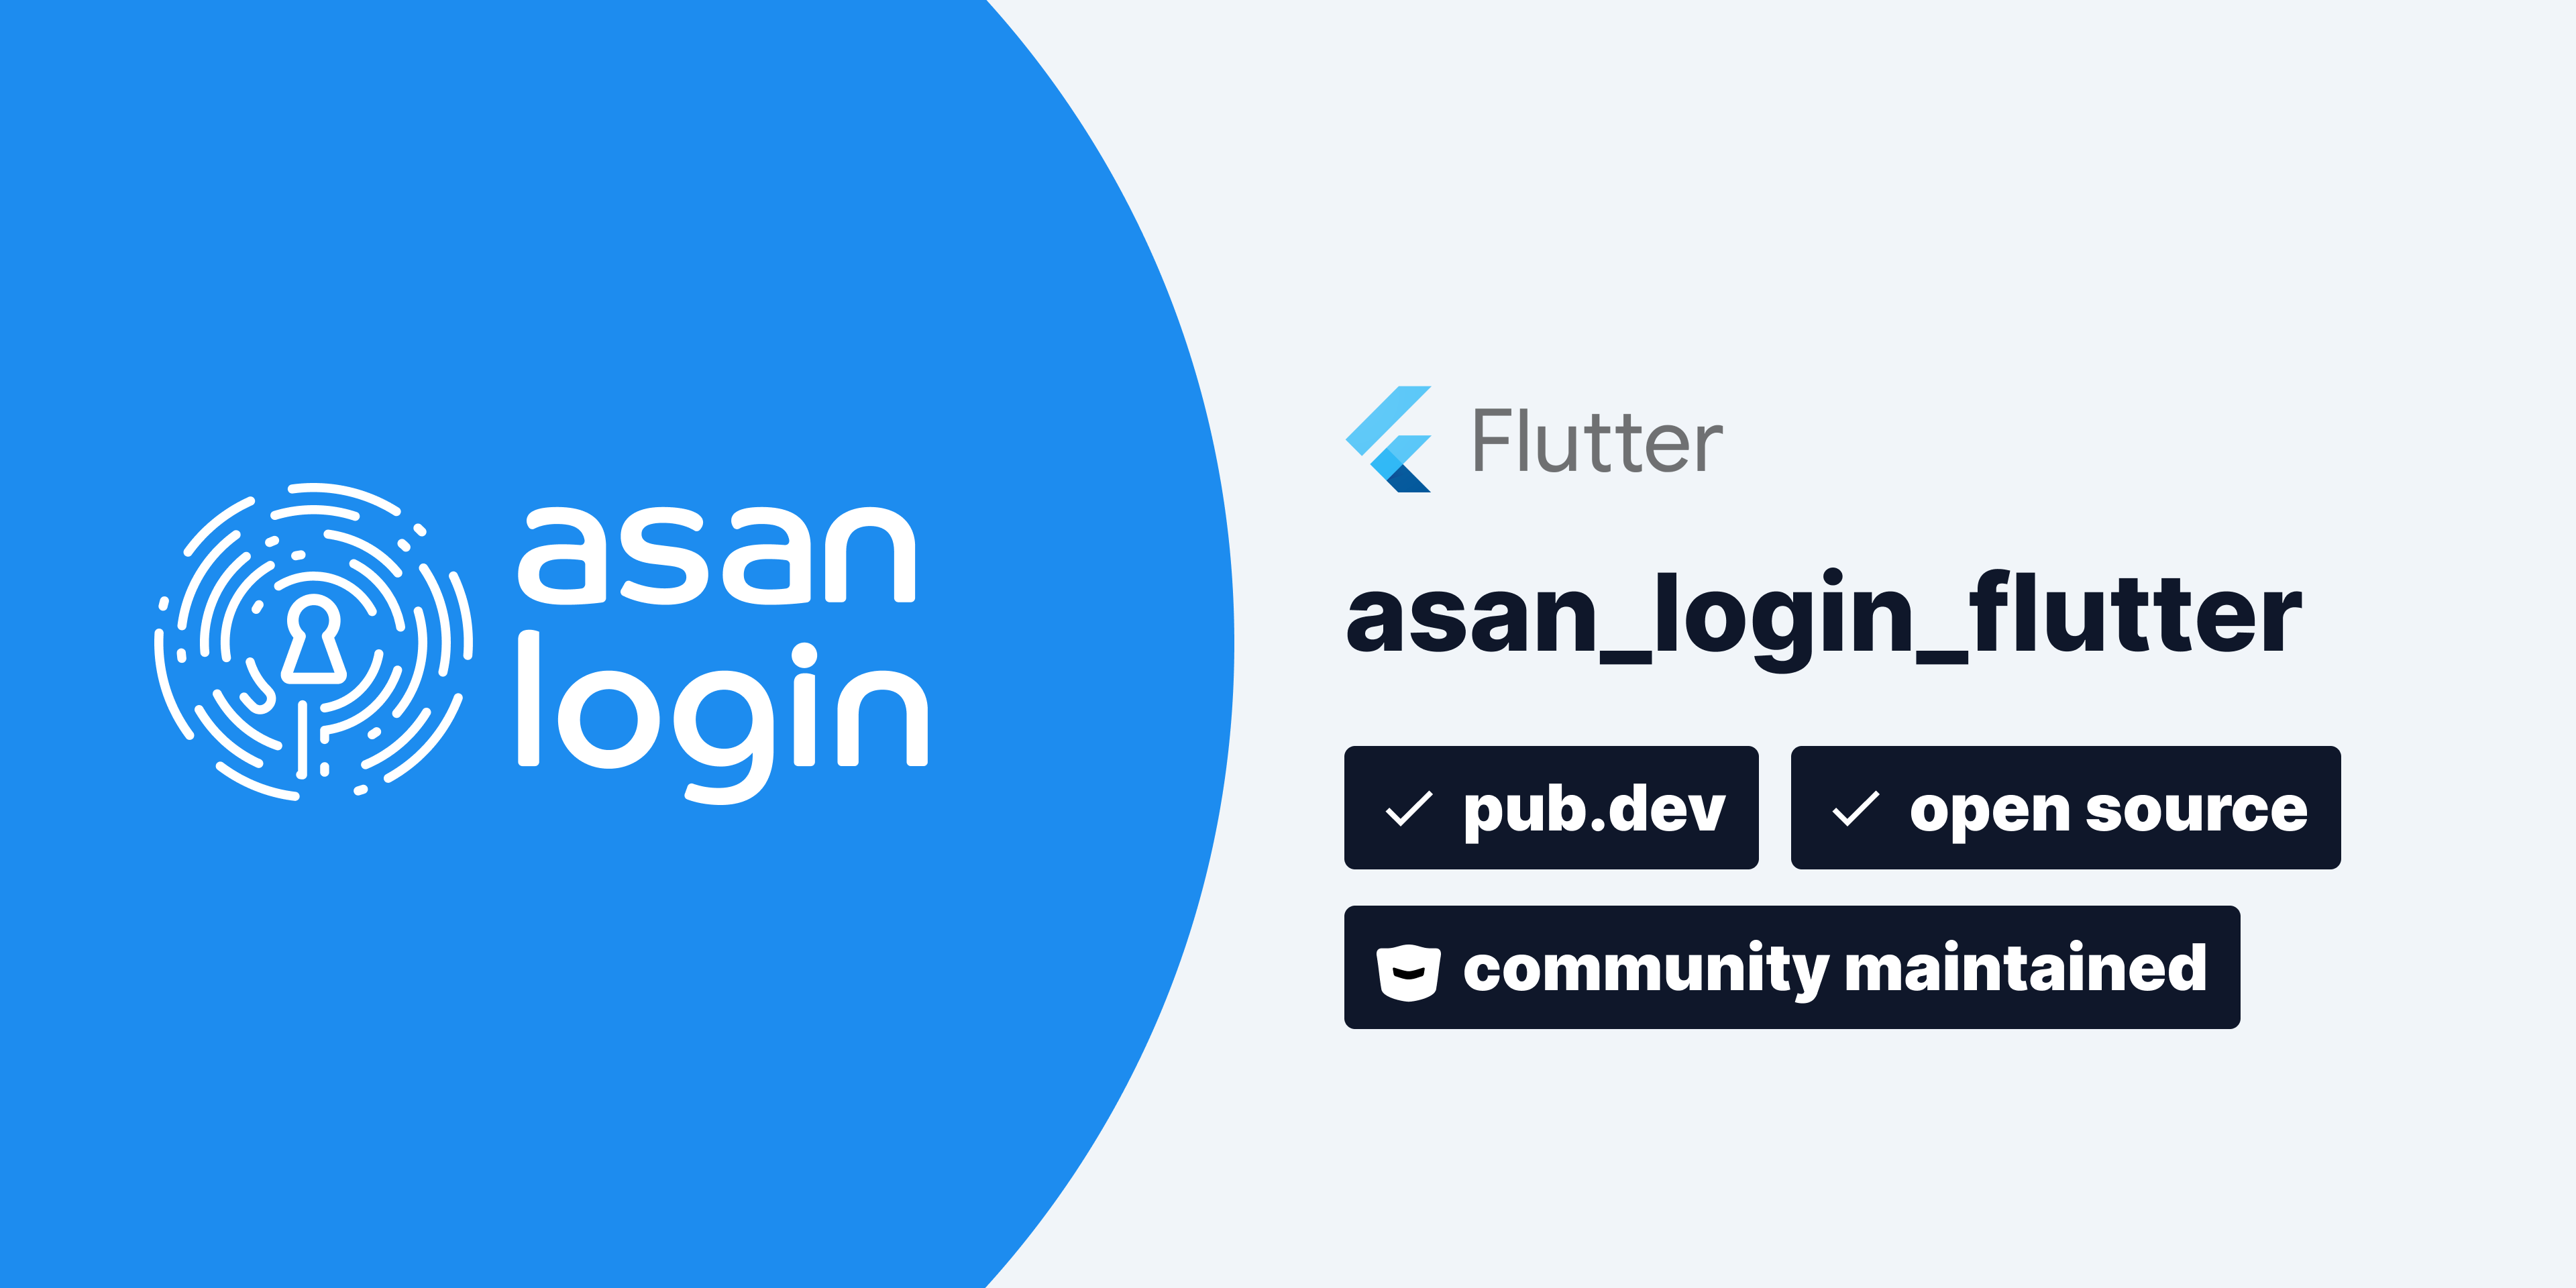 asan
login
Flutter
asan_login_flutter
pub.dev
open source
community maintained